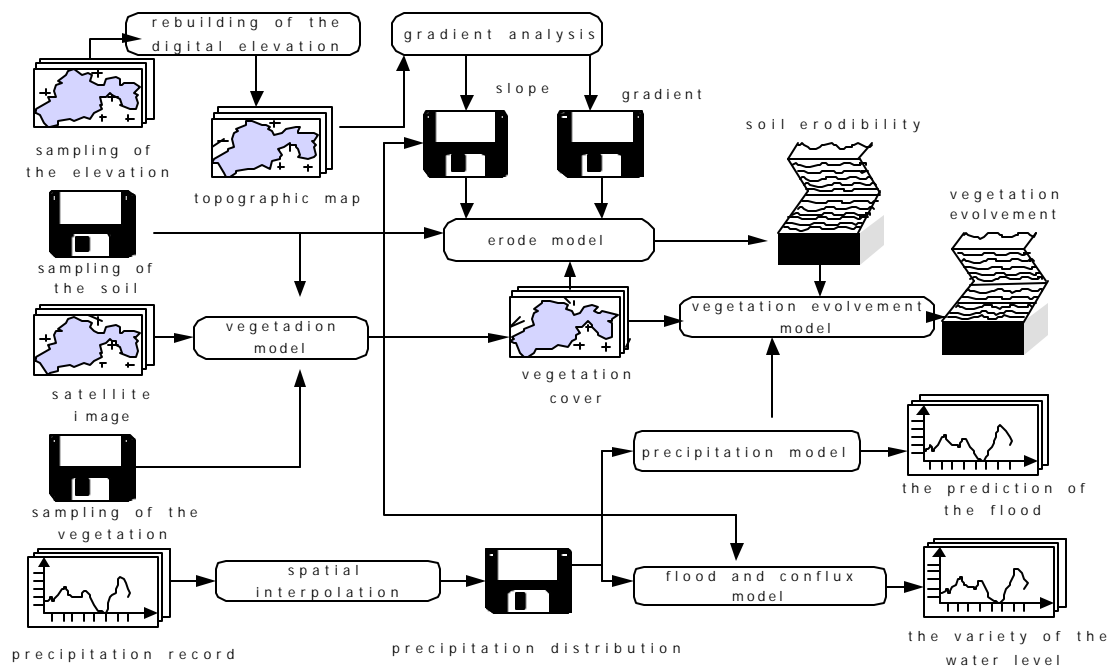 rebuilding of the
digital elevation
gradient analysis
slope
gradient
soil erodibility
sampling of
the elevation
topographic map
vegetation
evolvement
erode model
sampling of
the soil
vegetation evolvement
model
vegetadion
model
vegetation
cover
satellite
image
precipitation model
the prediction of
the flood
sampling of the
vegetation
spatial
interpolation
flood and conflux
model
precipitation record
precipitation distribution
the variety of the
water level